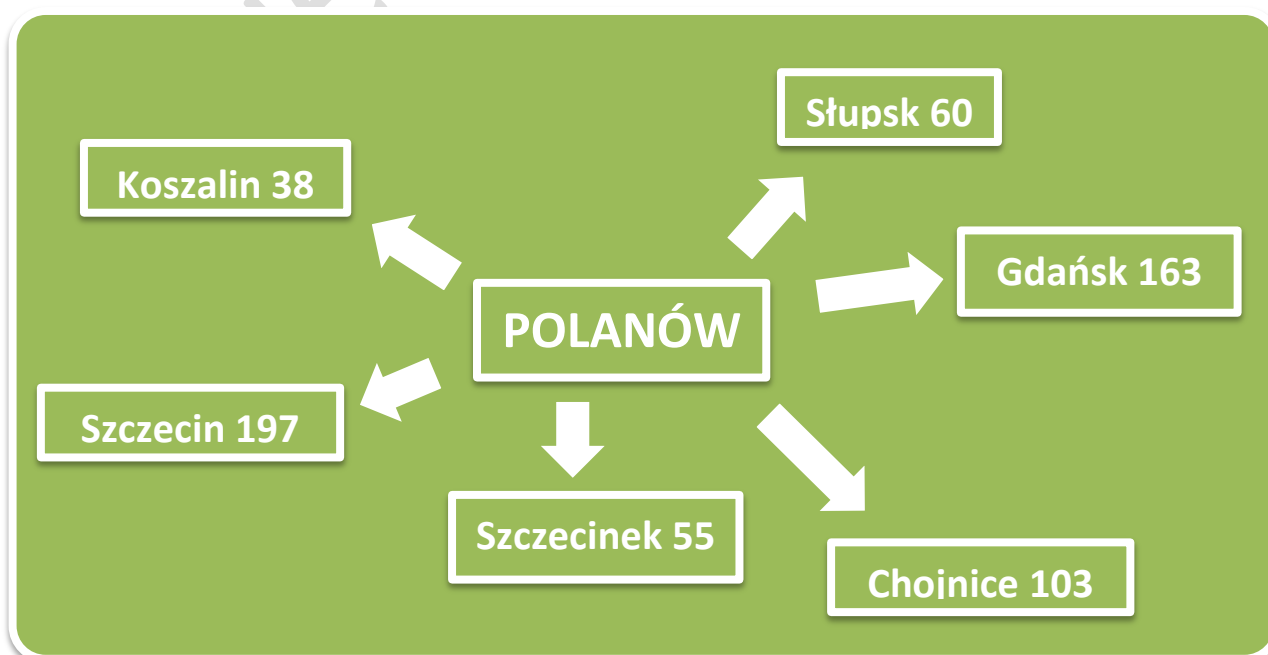 Słupsk 60
Koszalin 38
Gdańsk 163
POLANÓW
Szczecin 197
Szczecinek 55
Chojnice 103